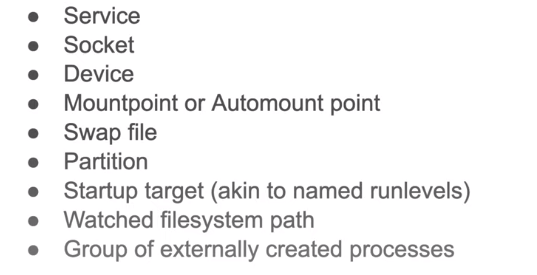 ● Service
● Socket
● Device
● Mountpoint or Automount point
● Swap file
● Partition
● Startup target (akin to named runlevels)
● Watched filesystem path
● Group of externally created processes